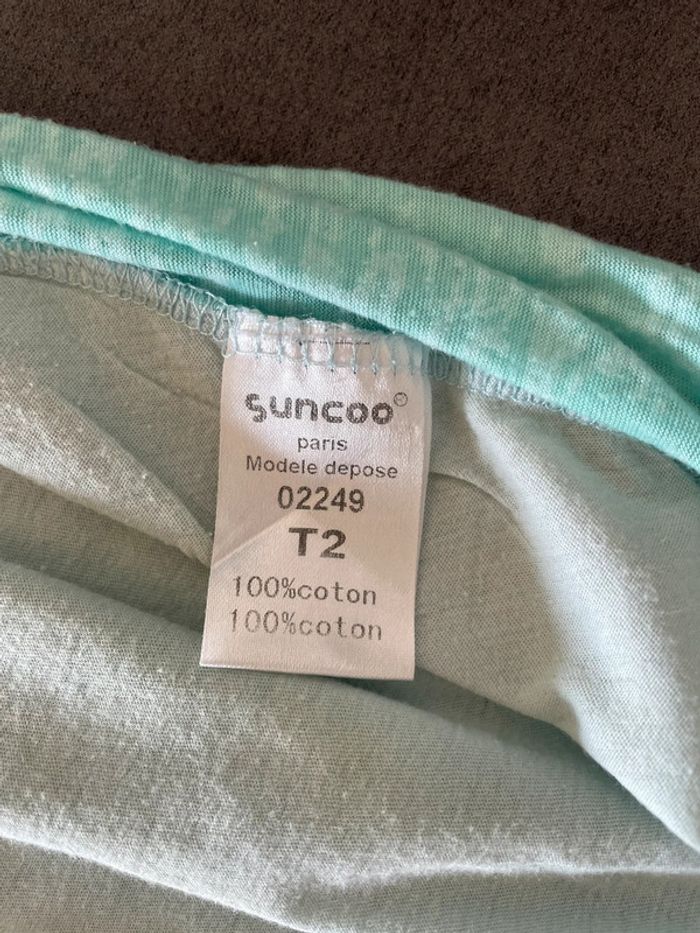 suncoo®
paris
Modele depose
02249
T2
100%coton
100%coton